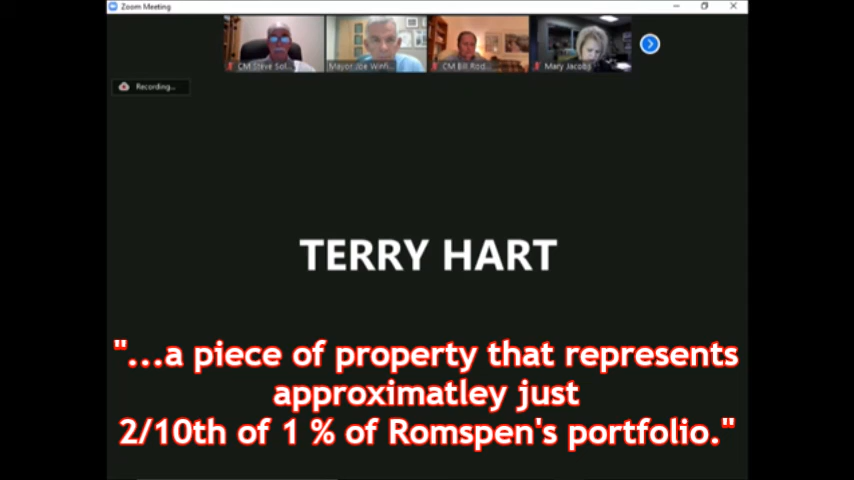 Zoom Meeting
CM Steve Sol...
Mayor Joe Winfi...
CM Bill Rod...
Mary Jacobs
Recording...
TERRY HART
"...a piece of property that represents
approximatley just
2/10th of 1 % of Romspen's portfolio."